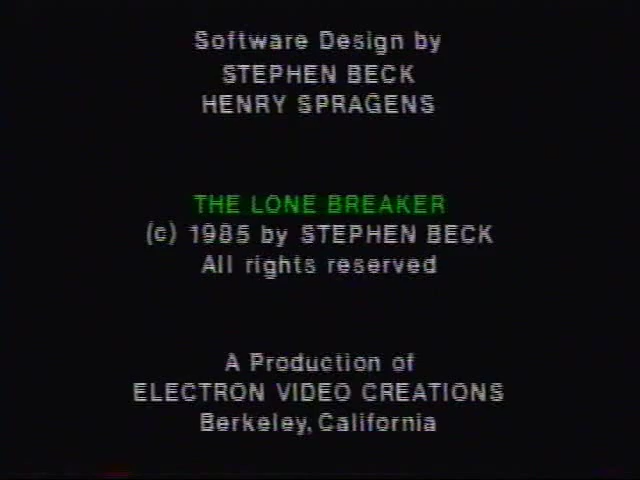 Software Design by
STEPHEN BECK
HENRY SPRAGENS
THE LONE BREAKER
(c) 1985 by STEPHEN BECK
All rights reserved
A Production of
ELECTRON VIDEO CREATIONS
Berkeley, California